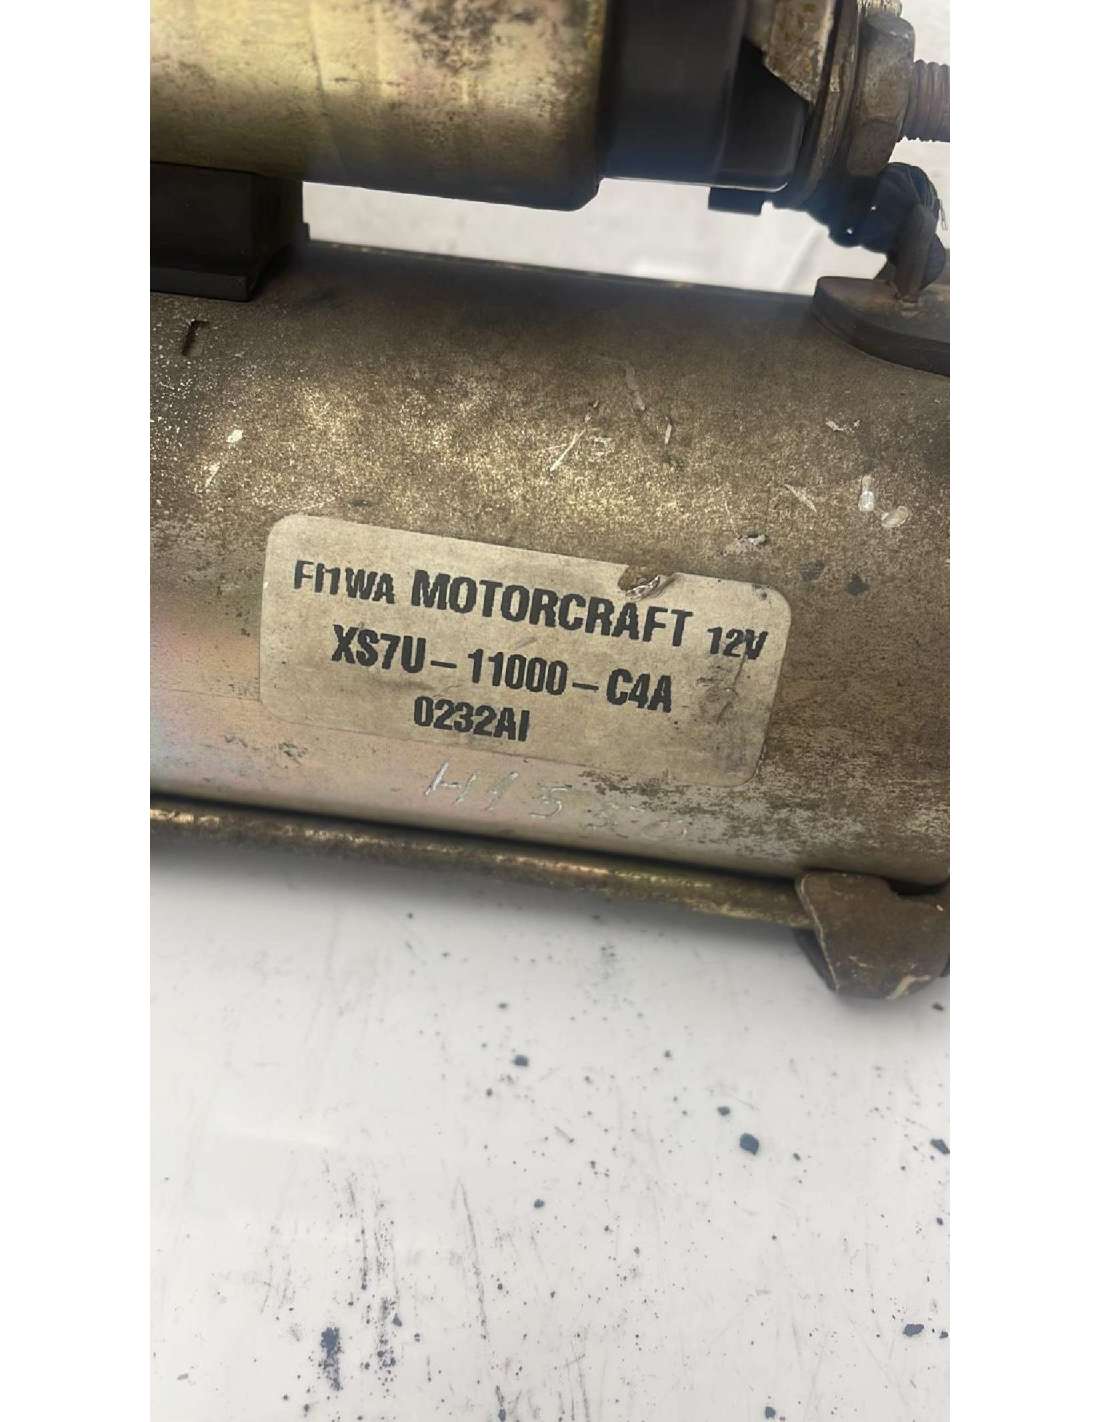 FI1WA MOTORCRAFT 12V
XS7U-11000-C4A
0232AI